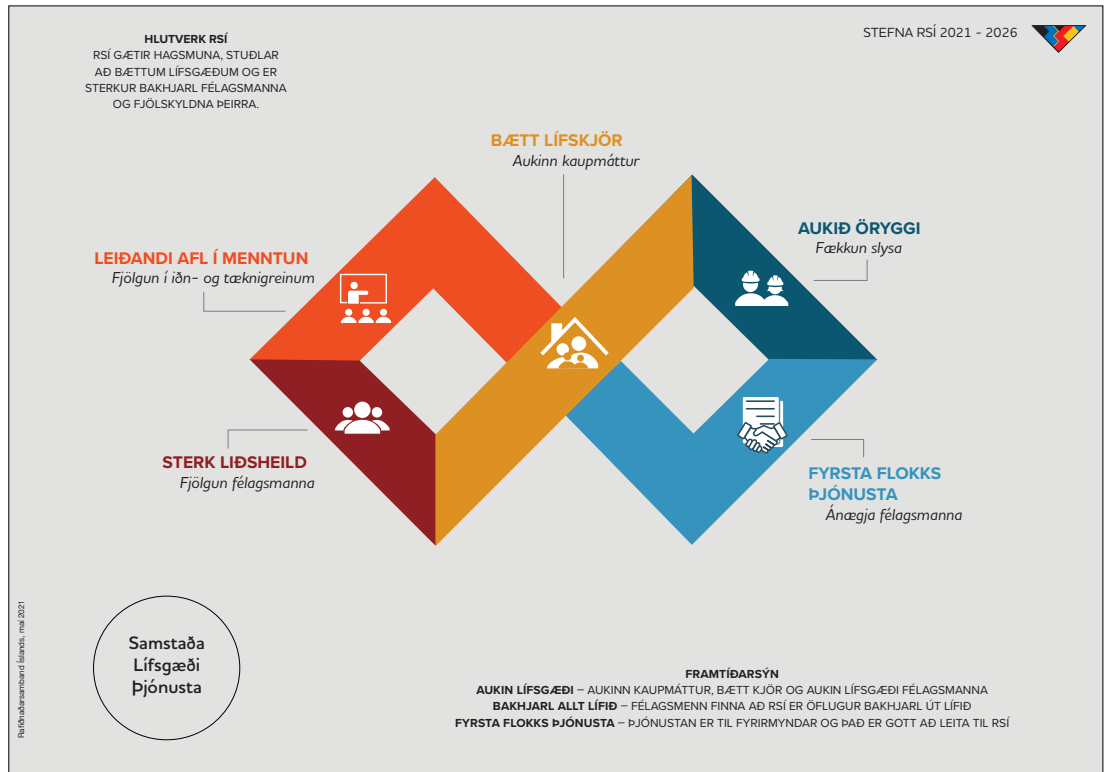 HLUTVERK RSÍ
RSÍ GÆTIR HAGSMUNA, STUÐLAR
AÐ BÆTTUM LÍFSGÆÐUM OG ER
STERKUR BAKHJARL FÉLAGSMANNA
OG FJÖLSKYLDNA ÞEIRRA.
STEFNA RSÍ 2021 - 2026
BÆTT LÍFSKJÖR
Aukinn kaupmáttur
LEIÐANDI AFL Í MENNTUN
Fjölgun í iðn- og tæknigreinum
AUKIÐ ÖRYGGI
Fækkun slysa
STERK LIÐSHEILD
Fjölgun félagsmanna
FYRSTA FLOKKS
ÞJÓNUSTA
Ánægja félagsmanna
Samstaða
Lífsgæði
Þjónusta
FRAMTÍÐARSÝN
AUKIN LÍFSGÆÐI – AUKINN KAUPMÁTTUR, BÆTT KJÖR OG AUKIN LÍFSGÆÐI FÉLAGSMANNA
BAKHJARL ALLT LÍFIÐ – FÉLAGSMENN FINNA AÐ RSÍ ER ÖFLUGUR BAKHJARL ÚT LÍFIÐ
FYRSTA FLOKKS ÞJÓNUSTA – ÞJÓNUSTAN ER TIL FYRIRMYNDAR OG ÞAÐ ER GOTT AÐ LEITA TIL RSÍ
Rafiðnaðarsamband Íslands, maí 2021